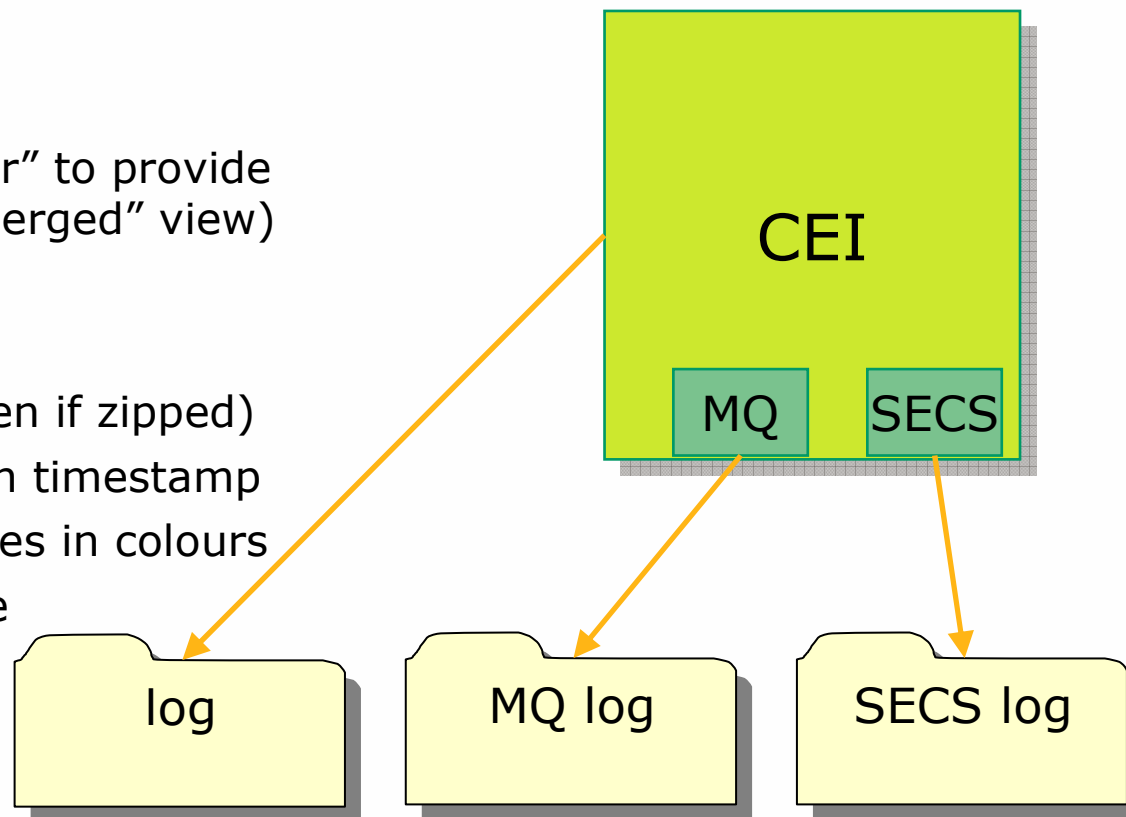 r” to provide
erged” view)
en if zipped)
n timestamp
es in colours
e
CEI
MQ
SECS
log
MQ log
SECS log